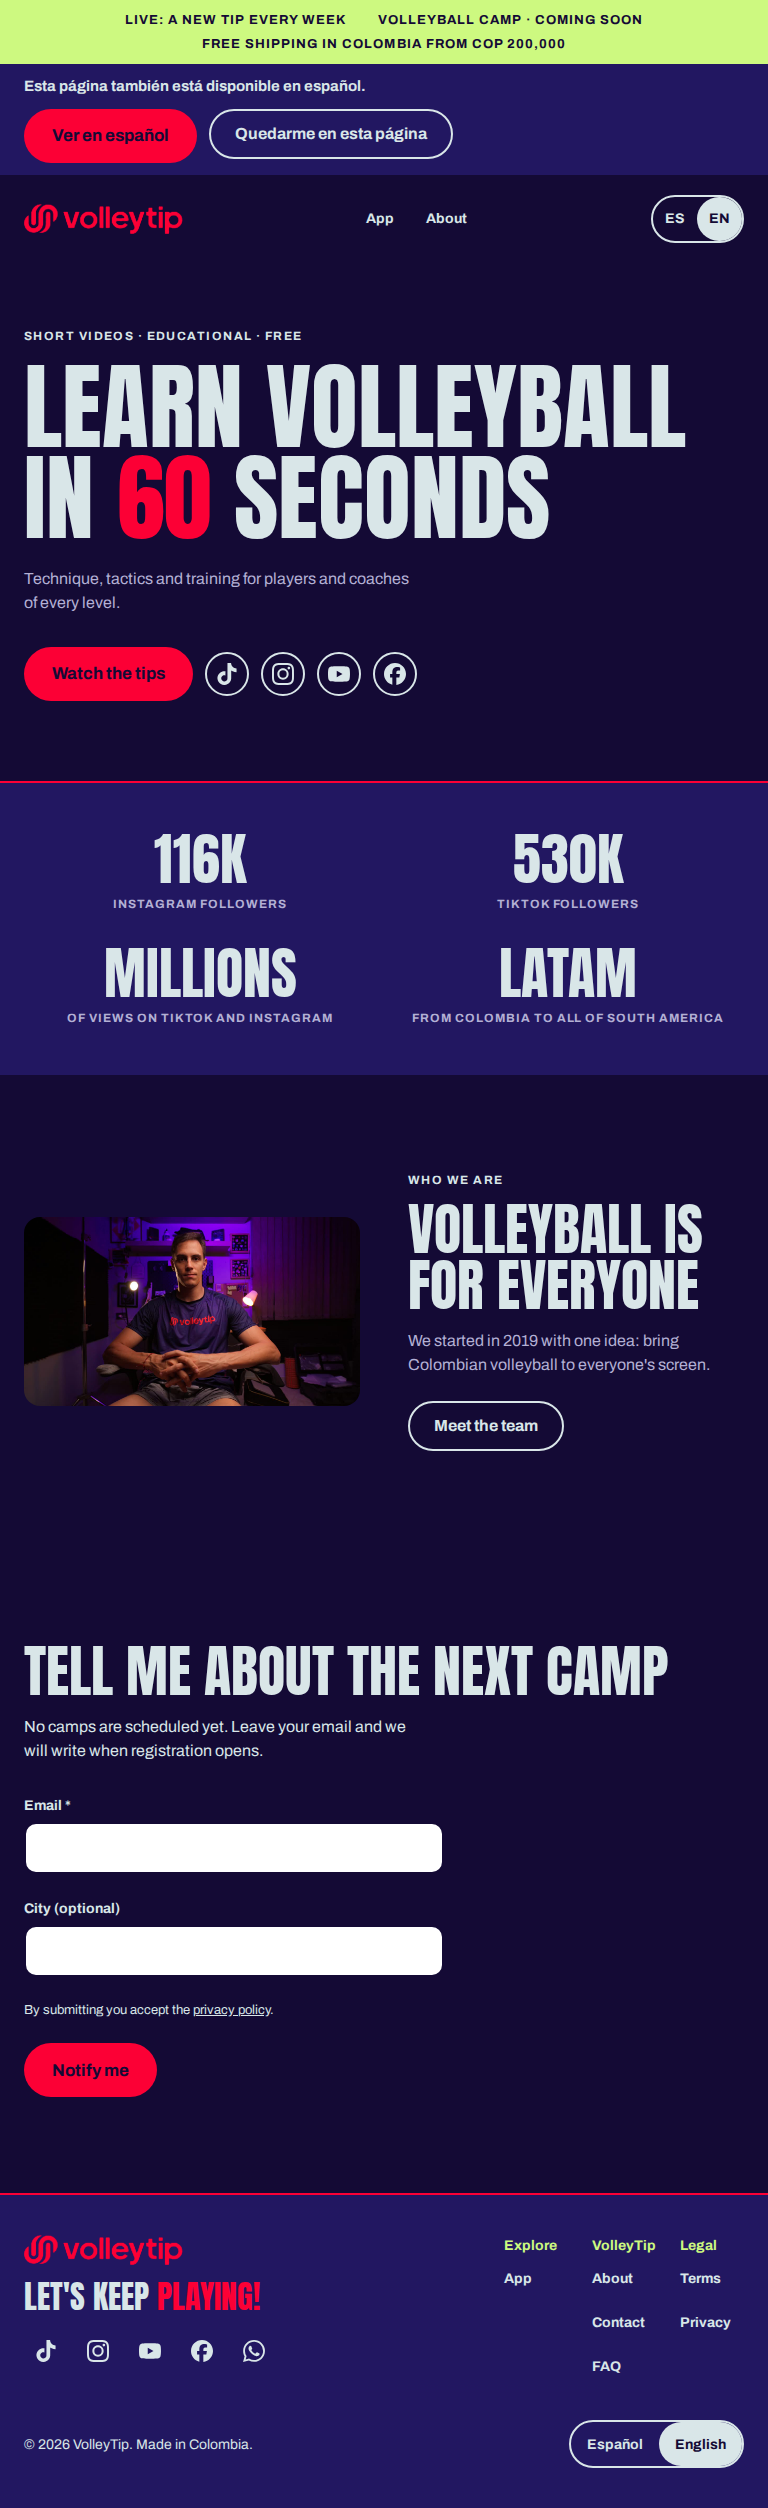 LIVE: A NEW TIP EVERY WEEK VOLLEYBALL CAMP · COMING SOON
FREE SHIPPING IN COLOMBIA FROM COP 200,000
Esta página también está disponible en español.
Ver en español Quedarme en esta página
volleytip App About ES EN
SHORT VIDEOS · EDUCATIONAL · FREE
LEARN VOLLEYBALL
IN 60 SECONDS
Technique, tactics and training for players and coaches
of every level.
Watch the tips
116K 530K
INSTAGRAM FOLLOWERS TIKTOK FOLLOWERS
MILLIONS LATAM
OF VIEWS ON TIKTOK AND INSTAGRAM FROM COLOMBIA TO ALL OF SOUTH AMERICA
volleytip
WHO WE ARE
VOLLEYBALL IS
FOR EVERYONE
We started in 2019 with one idea: bring
Colombian volleyball to everyone's screen.
Meet the team
TELL ME ABOUT THE NEXT CAMP
No camps are scheduled yet. Leave your email and we
will write when registration opens.
Email *
City (optional)
By submitting you accept the privacy policy.
Notify me
volleytip
LET'S KEEP PLAYING!
Explore VolleyTip Legal
App About Terms
Contact Privacy
FAQ
© 2026 VolleyTip. Made in Colombia. Español English